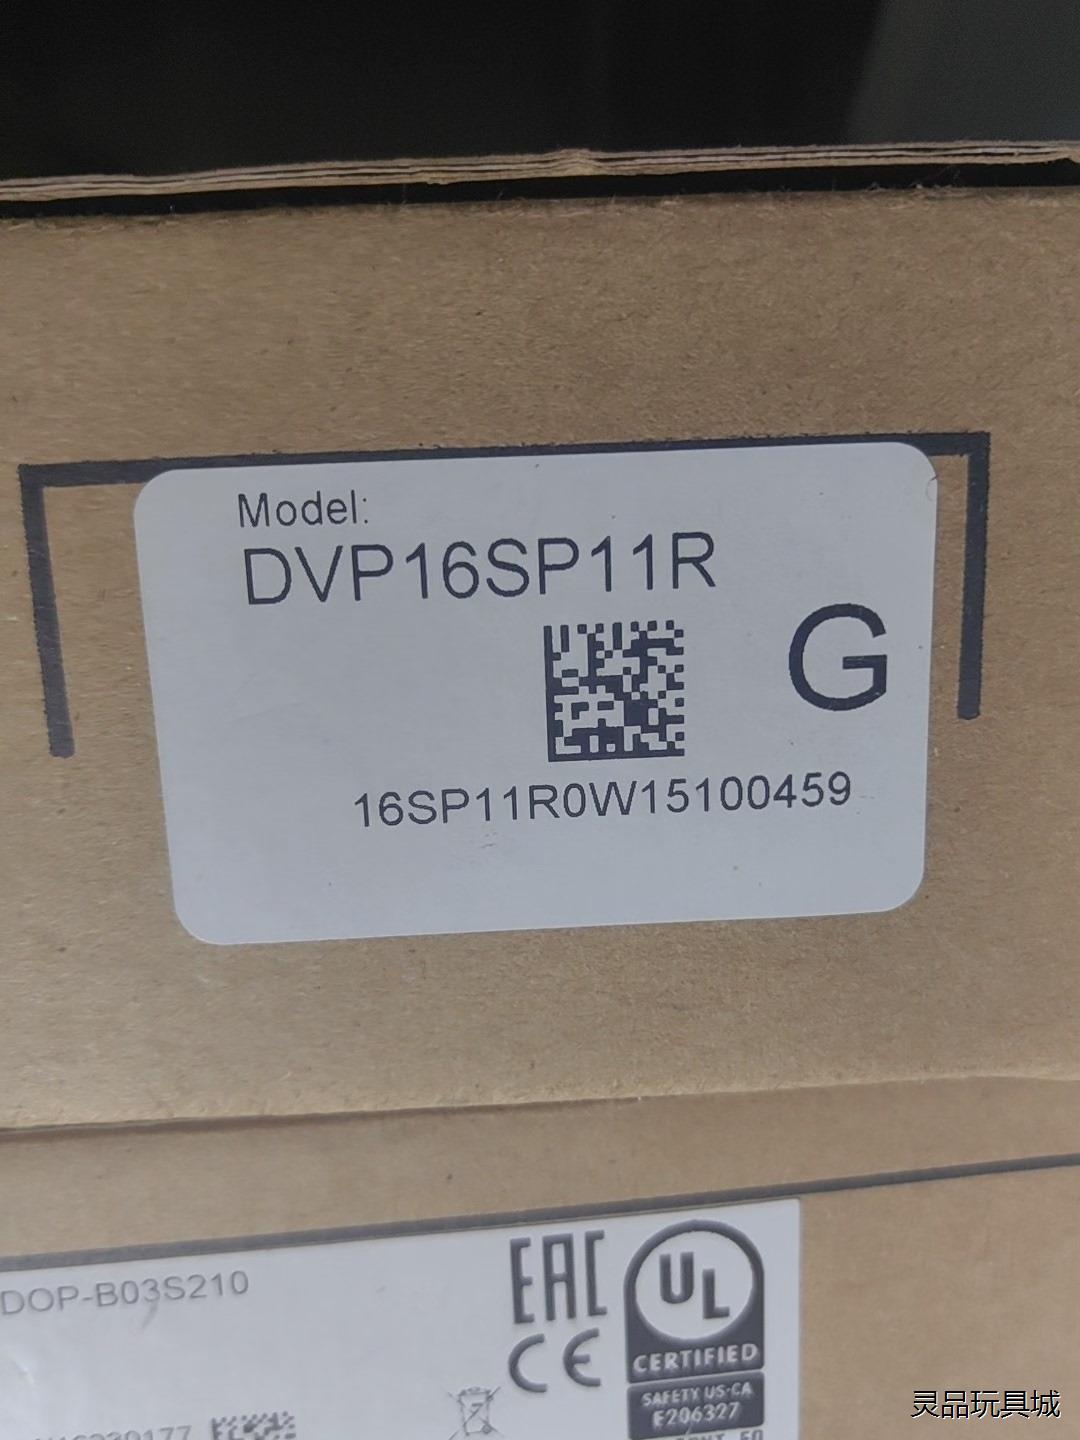 Model:
DVP16SP11R
G
16SP11R0W15100459
DOP-B03S210
EAC
CE
UL
CERTIFIED
SAFETY US-CA
E206327
灵品玩具城